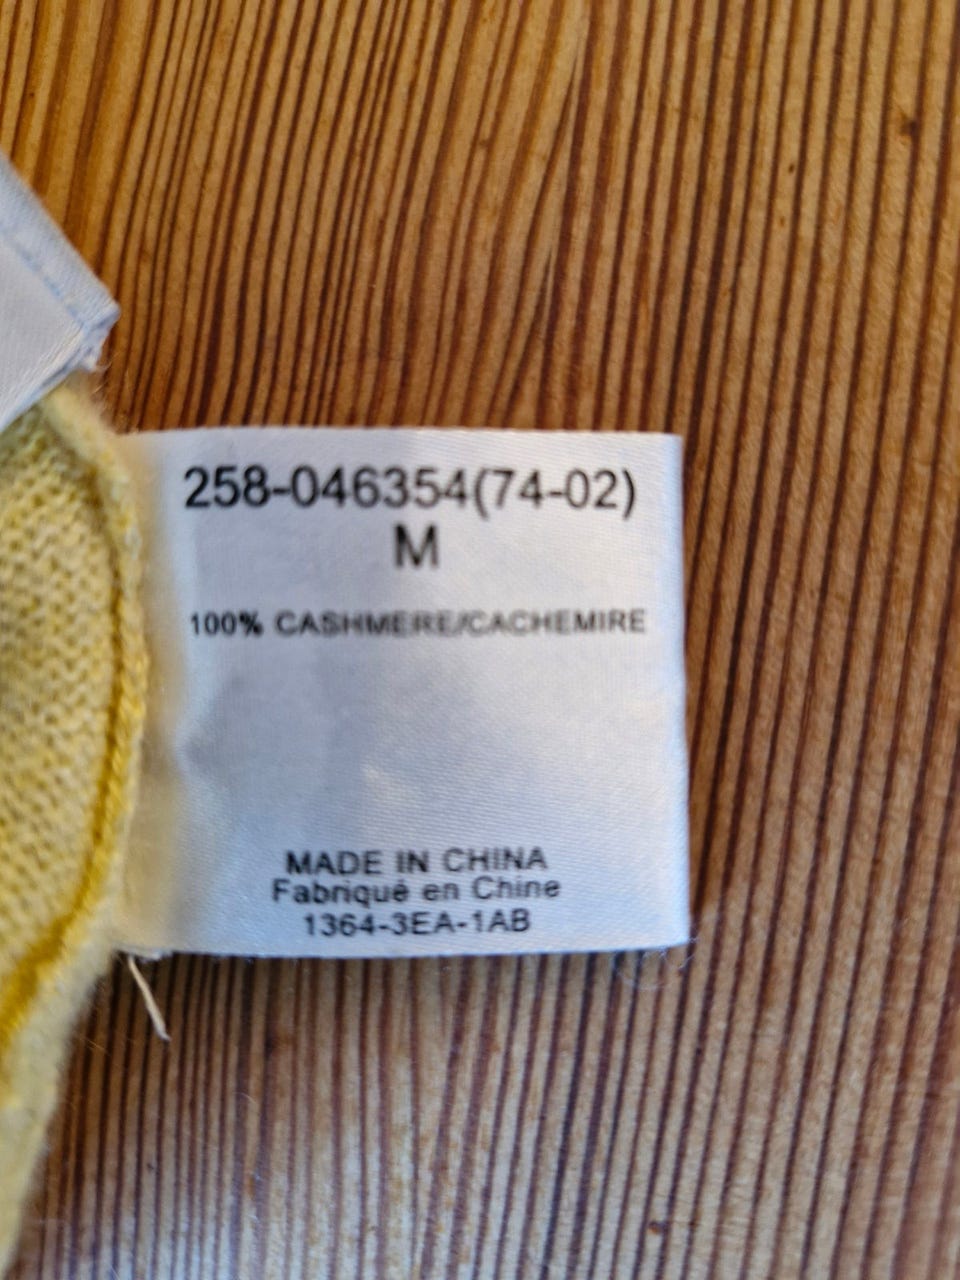 258-046354(74-02)
M
100% CASHMERE/CACHEMIRE
MADE IN CHINA
Fabriqué en Chine
1364-3EA-1AB